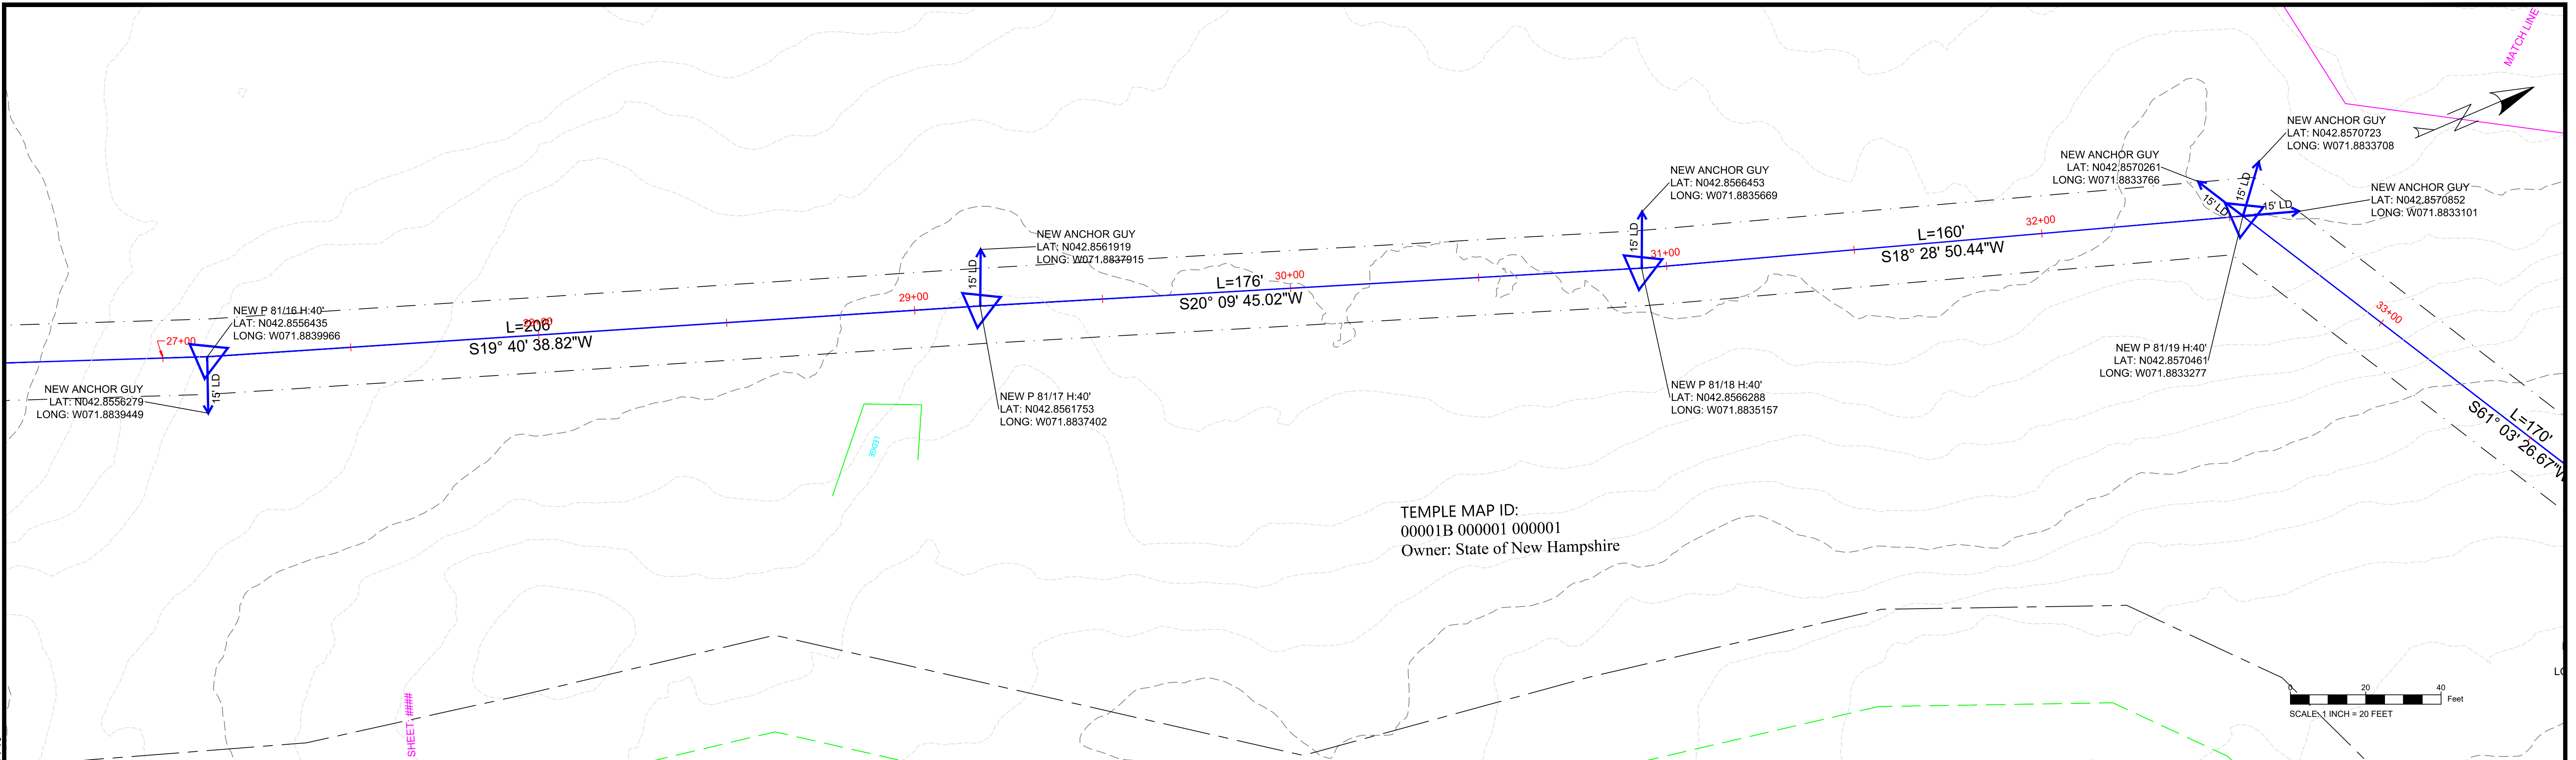 MATCH LINE
NEW ANCHOR GUY
LAT: N042.8570723
LONG: W071.8833708
NEW ANCHOR GUY
LAT: N042.8570261
LONG: W071.8833766
NEW ANCHOR GUY
LAT: N042.8570852
LONG: W071.8833101
15' LD
15' LD
15' LD
NEW ANCHOR GUY
LAT: N042.8566453
LONG: W071.8835669
15' LD
NEW ANCHOR GUY
LAT: N042.8561919
LONG: W071.8837915
15' LD
NEW P 81/16 H:40'
LAT: N042.8556435
LONG: W071.8839966
27+00
28+00
29+00
30+00
31+00
32+00
33+00
L=206'
S19° 40' 38.82"W
L=176'
S20° 09' 45.02"W
L=160'
S18° 28' 50.44"W
L=170'
S61° 03' 26.67"W
NEW ANCHOR GUY
LAT: N042.8556279
LONG: W071.8839449
15' LD
NEW P 81/17 H:40'
LAT: N042.8561753
LONG: W071.8837402
NEW P 81/18 H:40'
LAT: N042.8566288
LONG: W071.8835157
NEW P 81/19 H:40'
LAT: N042.8570461
LONG: W071.8833277
TEMPLE MAP ID:
00001B 000001 000001
Owner: State of New Hampshire
SHEET: ####
0 20 40
Feet
SCALE: 1 INCH = 20 FEET